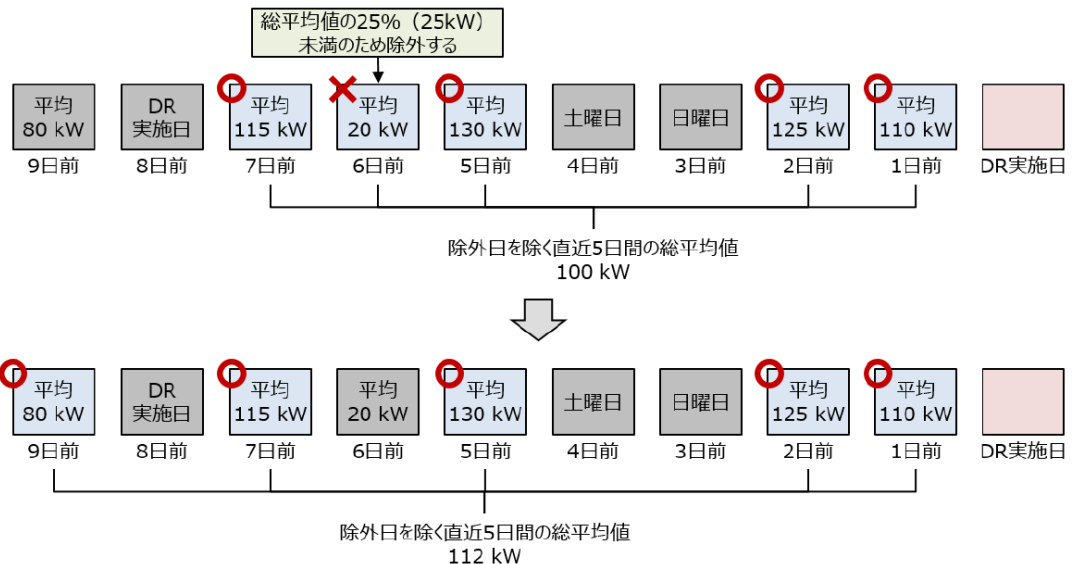 総平均値の25%（25kW）
未満のため除外する
平均
80 kW
DR
実施日
平均
115 kW
平均
20 kW
平均
130 kW
土曜日
日曜日
平均
125 kW
平均
110 kW
9日前
8日前
7日前
6日前
5日前
4日前
3日前
2日前
1日前
DR実施日
除外日を除く直近5日間の総平均値
100 kW
平均
80 kW
DR
実施日
平均
115 kW
平均
20 kW
平均
130 kW
土曜日
日曜日
平均
125 kW
平均
110 kW
9日前
8日前
7日前
6日前
5日前
4日前
3日前
2日前
1日前
DR実施日
除外日を除く直近5日間の総平均値
112 kW